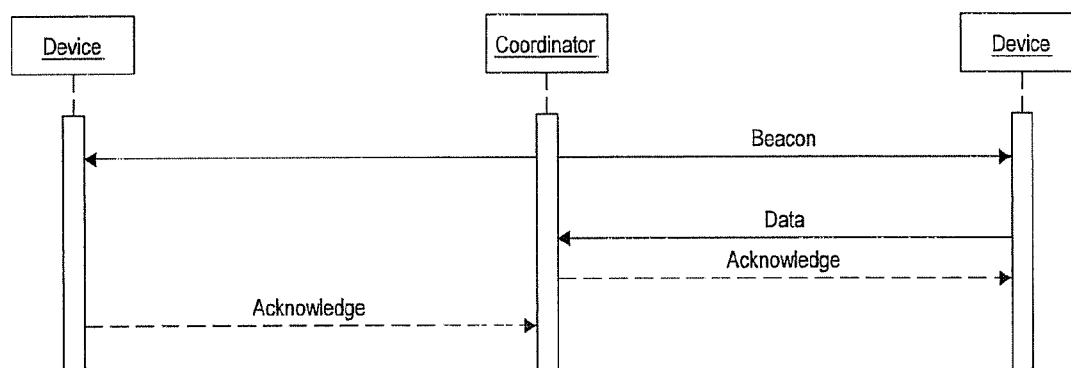 Device
Coordinator
Device
Beacon
Data
Acknowledge
Acknowledge